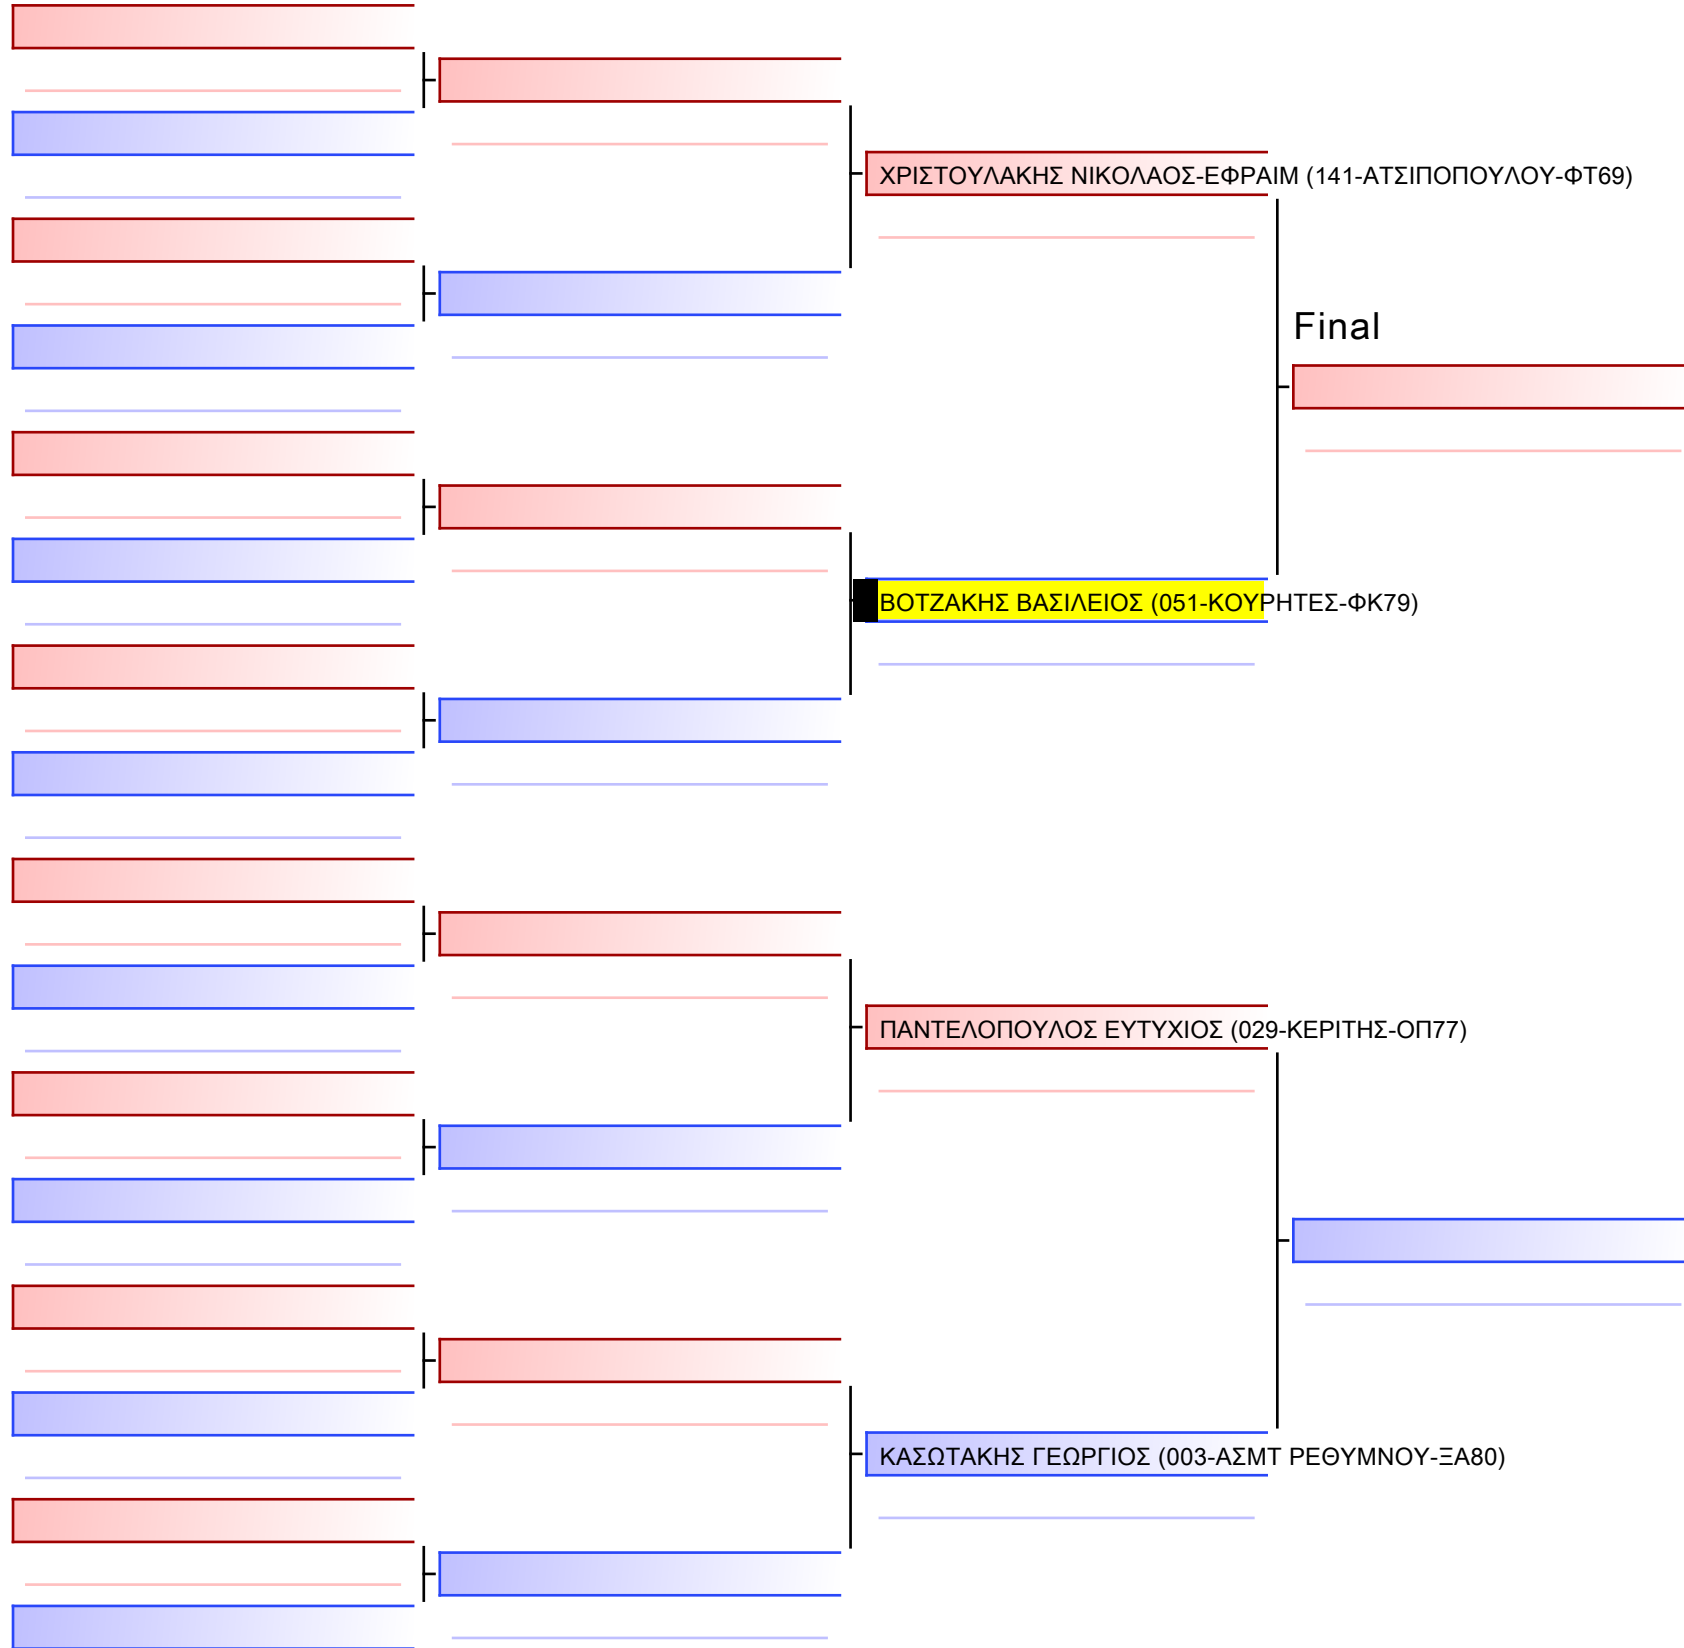 ΧΡΙΣΤΟΥΛΑΚΗΣ ΝΙΚΟΛΑΟΣ-ΕΦΡΑΙΜ (141-ΑΤΣΙΠΟΠΟΥΛΟΥ-ΦΤ69)
Final
ΒΟΤΖΑΚΗΣ ΒΑΣΙΛΕΙΟΣ (051-ΚΟΥΡΗΤΕΣ-ΦΚ79)
ΠΑΝΤΕΛΟΠΟΥΛΟΣ ΕΥΤΥΧΙΟΣ (029-ΚΕΡΙΤΗΣ-ΟΠ77)
ΚΑΣΩΤΑΚΗΣ ΓΕΩΡΓΙΟΣ (003-ΑΣΜΤ ΡΕΘΥΜΝΟΥ-ΞΑ80)